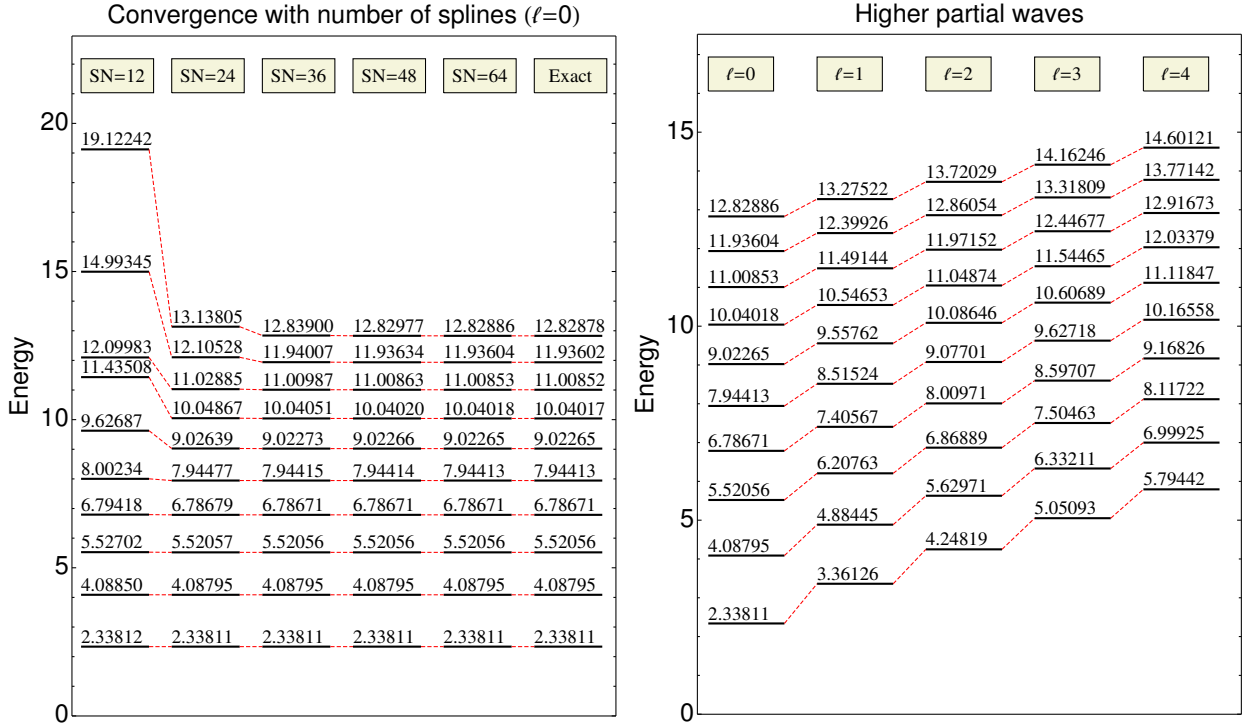 Convergence with number of splines (ℓ=0)
SN=12 SN=24 SN=36 SN=48 SN=64 Exact
20
15
10
5
0
Energy
19.12242
14.99345 13.13805 12.83900 12.82977 12.82886 12.82878
12.09983 12.10528 11.94007 11.93634 11.93604 11.93602
11.43508 11.02885 11.00987 11.00863 11.00853 11.00852
9.62687 10.04867 10.04051 10.04020 10.04018 10.04017
9.02639 9.02273 9.02266 9.02265 9.02265
8.00234 7.94477 7.94415 7.94414 7.94413 7.94413
6.79418 6.78679 6.78671 6.78671 6.78671 6.78671
5.52702 5.52057 5.52056 5.52056 5.52056 5.52056
4.08850 4.08795 4.08795 4.08795 4.08795 4.08795
2.33812 2.33811 2.33811 2.33811 2.33811 2.33811
Higher partial waves
ℓ=0 ℓ=1 ℓ=2 ℓ=3 ℓ=4
15
10
5
0
Energy
12.82886 13.27522 13.72029 14.16246 14.60121
11.93604 12.39926 12.86054 13.31809 13.77142
11.00853 11.49144 11.97152 12.44677 12.91673
10.04018 10.54653 11.04874 11.54465 12.03379
9.02265 9.55762 10.08646 10.60689 11.11847
7.94413 8.51524 9.07701 9.62718 10.16558
6.78671 7.40567 8.00971 8.59707 9.16826
5.52056 6.20763 6.86889 7.50463 8.11722
4.08795 4.88445 5.62971 6.33211 6.99925
2.33811 3.36126 4.24819 5.05093 5.79442